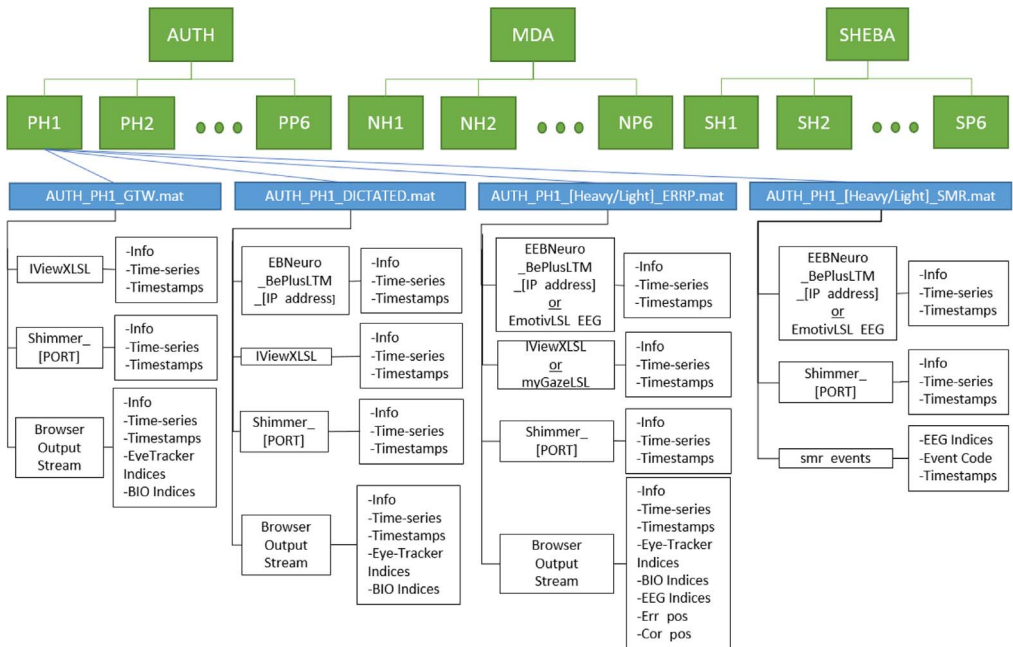 AUTH
MDA
SHEBA
PH1
PH2
PP6
NH1
NH2
NP6
SH1
SH2
SP6
AUTH_PH1_GTW.mat
AUTH_PH1_DICTATED.mat
AUTH_PH1_[Heavy/Light]_ERRP.mat
AUTH_PH1_[Heavy/Light]_SMR.mat
IViewXLSL
-Info
-Time-series
-Timestamps
Shimmer_
[PORT]
-Info
-Time-series
-Timestamps
Browser
Output
Stream
-Info
-Time-series
-Timestamps
-EyeTracker
Indices
-BIO Indices
EBNeuro
_BePlusLTM
_[IP address]
-Info
-Time-series
-Timestamps
IViewXLSL
-Info
-Time-series
-Timestamps
Shimmer_
[PORT]
-Info
-Time-series
-Timestamps
Browser
Output
Stream
-Info
-Time-series
-Timestamps
-Eye-Tracker
Indices
-BIO Indices
EEBNeuro
_BePlusLTM
_[IP address]
or
EmotivLSL EEG
-Info
-Time-series
-Timestamps
IViewXLSL
or
myGazeLSL
-Info
-Time-series
-Timestamps
Shimmer_
[PORT]
-Info
-Time-series
-Timestamps
Browser
Output
Stream
-Info
-Time-series
-Timestamps
-Eye-Tracker
Indices
-BIO Indices
-EEG Indices
-Err pos
-Cor pos
EEBNeuro
_BePlusLTM
_[IP address]
or
EmotivLSL EEG
-Info
-Time-series
-Timestamps
Shimmer_
[PORT]
-Info
-Time-series
-Timestamps
smr events
-EEG Indices
-Event Code
-Timestamps